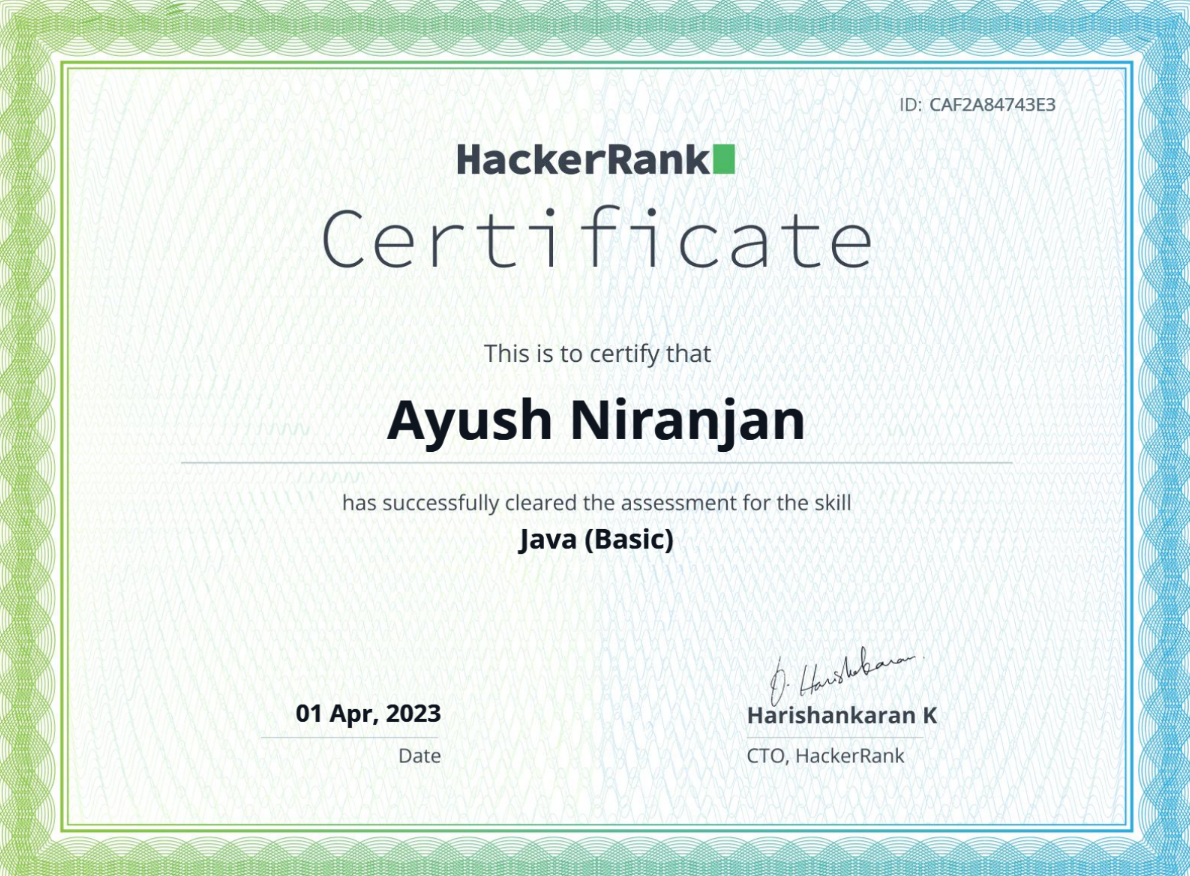 ID: CAF2A84743E3
HackerRank
Certificate
This is to certify that
Ayush Niranjan
has successfully cleared the assessment for the skill
Java (Basic)
01 Apr, 2023
Date
Harishankaran K
CTO, HackerRank